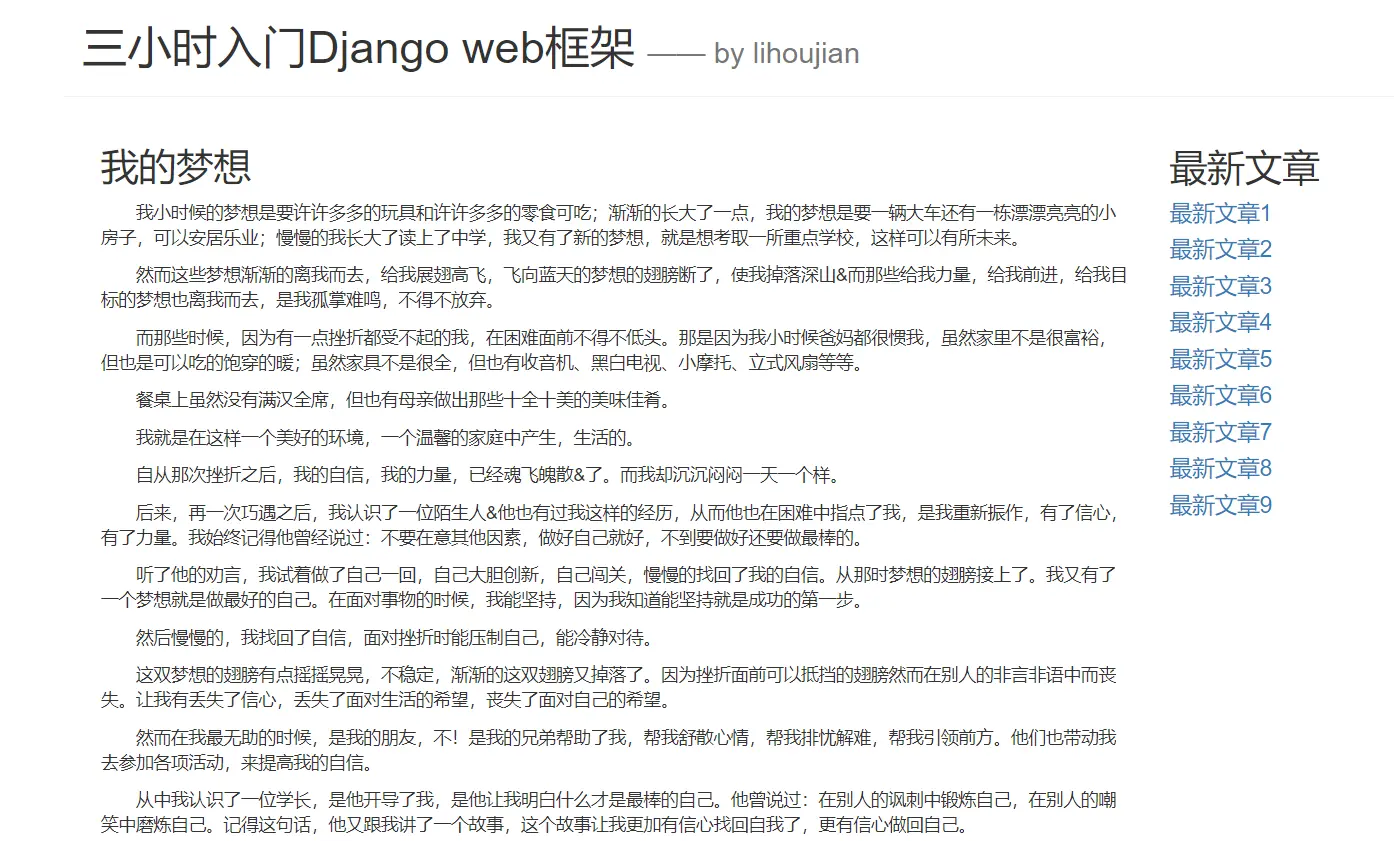 三小时入门Django web框架 —— by lihoujian
我的梦想
我小时候的梦想是要许许多多的玩具和许许多多的零食可吃；渐渐的长大了一点，我的梦想是要一辆大车还有一栋漂漂亮亮的小
房子，可以安居乐业；慢慢的我长大了读上了中学，我又有了新的梦想，就是想考取一所重点学校，这样可以有所未来。
然而这些梦想渐渐的离我而去，给我展翅高飞，飞向蓝天的梦想的翅膀断了，使我掉落深山&而那些给我力量，给我前进，给我目
标的梦想也离我而去，是我孤掌难鸣，不得不放弃。
而那些时候，因为有一点挫折都受不起的我，在困难面前不得不低头。那是因为我小时候爸妈都很惯我，虽然家里不是很富裕，
但也是可以吃的饱穿的暖；虽然家具不是很全，但也有收音机、黑白电视、小摩托、立式风扇等等。
餐桌上虽然没有满汉全席，但也有母亲做出那些十全十美的美味佳肴。
我就是在这样一个美好的环境，一个温馨的家庭中产生，生活的。
自从那次挫折之后，我的自信，我的力量，已经魂飞魄散&了。而我却沉沉闷闷一天一个样。
后来，再一次巧遇之后，我认识了一位陌生人&他也有过我这样的经历，从而他也在困难中指点了我，是我重新振作，有了信心，
有了力量。我始终记得他曾经说过：不要在意其他因素，做好自己就好，不到要做好还要做最棒的。
听了他的劝言，我试着做了自己一回，自己大胆创新，自己闯关，慢慢的找回了我的自信。从那时梦想的翅膀接上了。我又有了
一个梦想就是做最好的自己。在面对事物的时候，我能坚持，因为我知道能坚持就是成功的第一步。
然后慢慢的，我找回了自信，面对挫折时能压制自己，能冷静对待。
这双梦想的翅膀有点摇摇晃晃，不稳定，渐渐的这双翅膀又掉落了。因为挫折面前可以抵挡的翅膀然而在别人的非言非语中而丧
失。让我有丢失了信心，丢失了面对生活的希望，丧失了面对自己的希望。
然而在我最无助的时候，是我的朋友，不！是我的兄弟帮助了我，帮我舒散心情，帮我排忧解难，帮我引领前方。他们也带动我
去参加各项活动，来提高我的自信。
从中我认识了一位学长，是他开导了我，是他让我明白什么才是最棒的自己。他曾说过：在别人的讽刺中锻炼自己，在别人的嘲
笑中磨炼自己。记得这句话，他又跟我讲了一个故事，这个故事让我更加有信心找回自我了，更有信心做回自己。
最新文章
最新文章1
最新文章2
最新文章3
最新文章4
最新文章5
最新文章6
最新文章7
最新文章8
最新文章9